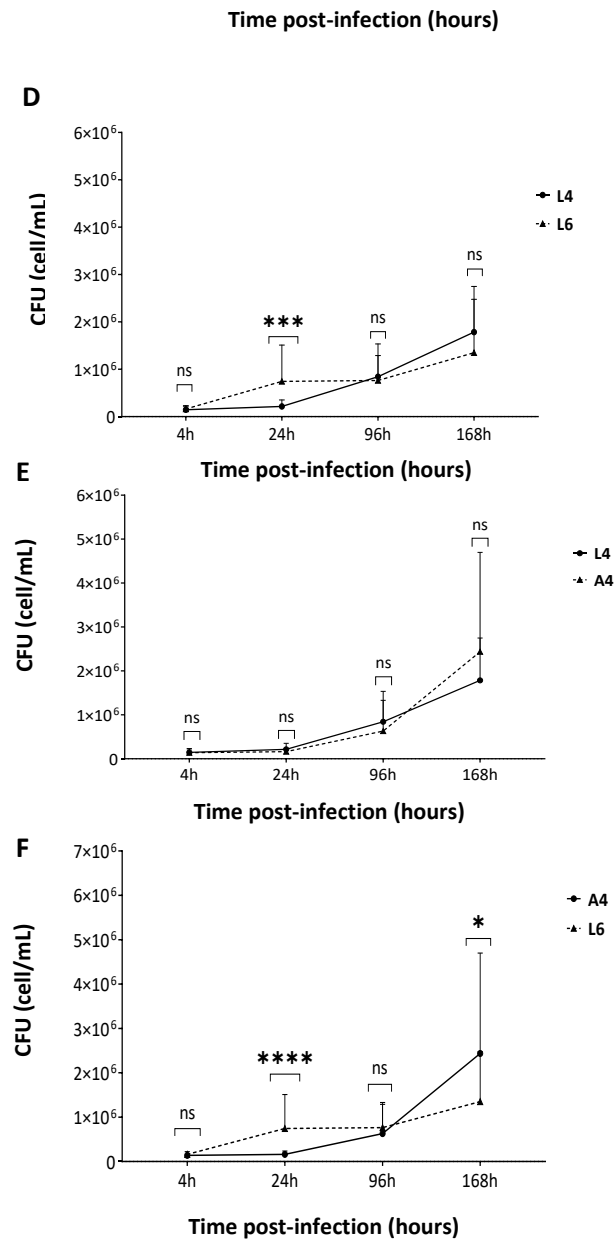 Time post-infection (hours)
D
CFU (cell/mL)
6×10⁶
5×10⁶
4×10⁶
3×10⁶
2×10⁶
1×10⁶
0
L4
L6
ns
***
ns
ns
4h 24h 96h 168h
Time post-infection (hours)
E
CFU (cell/mL)
6×10⁶
5×10⁶
4×10⁶
3×10⁶
2×10⁶
1×10⁶
0
L4
A4
ns
ns
ns
ns
4h 24h 96h 168h
Time post-infection (hours)
F
CFU (cell/mL)
7×10⁶
6×10⁶
5×10⁶
4×10⁶
3×10⁶
2×10⁶
1×10⁶
0
A4
L6
ns
****
ns
*
4h 24h 96h 168h
Time post-infection (hours)